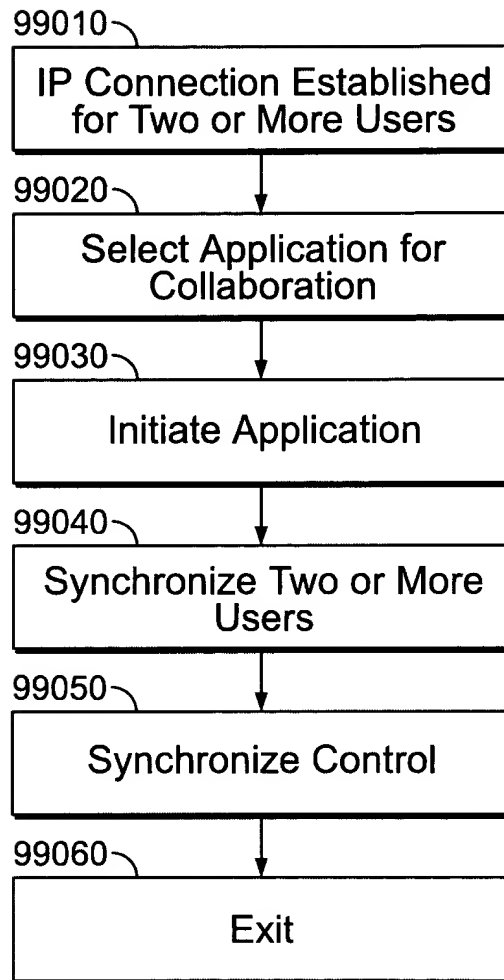 99010
IP Connection Established
for Two or More Users
99020
Select Application for
Collaboration
99030
Initiate Application
99040
Synchronize Two or More
Users
99050
Synchronize Control
99060
Exit